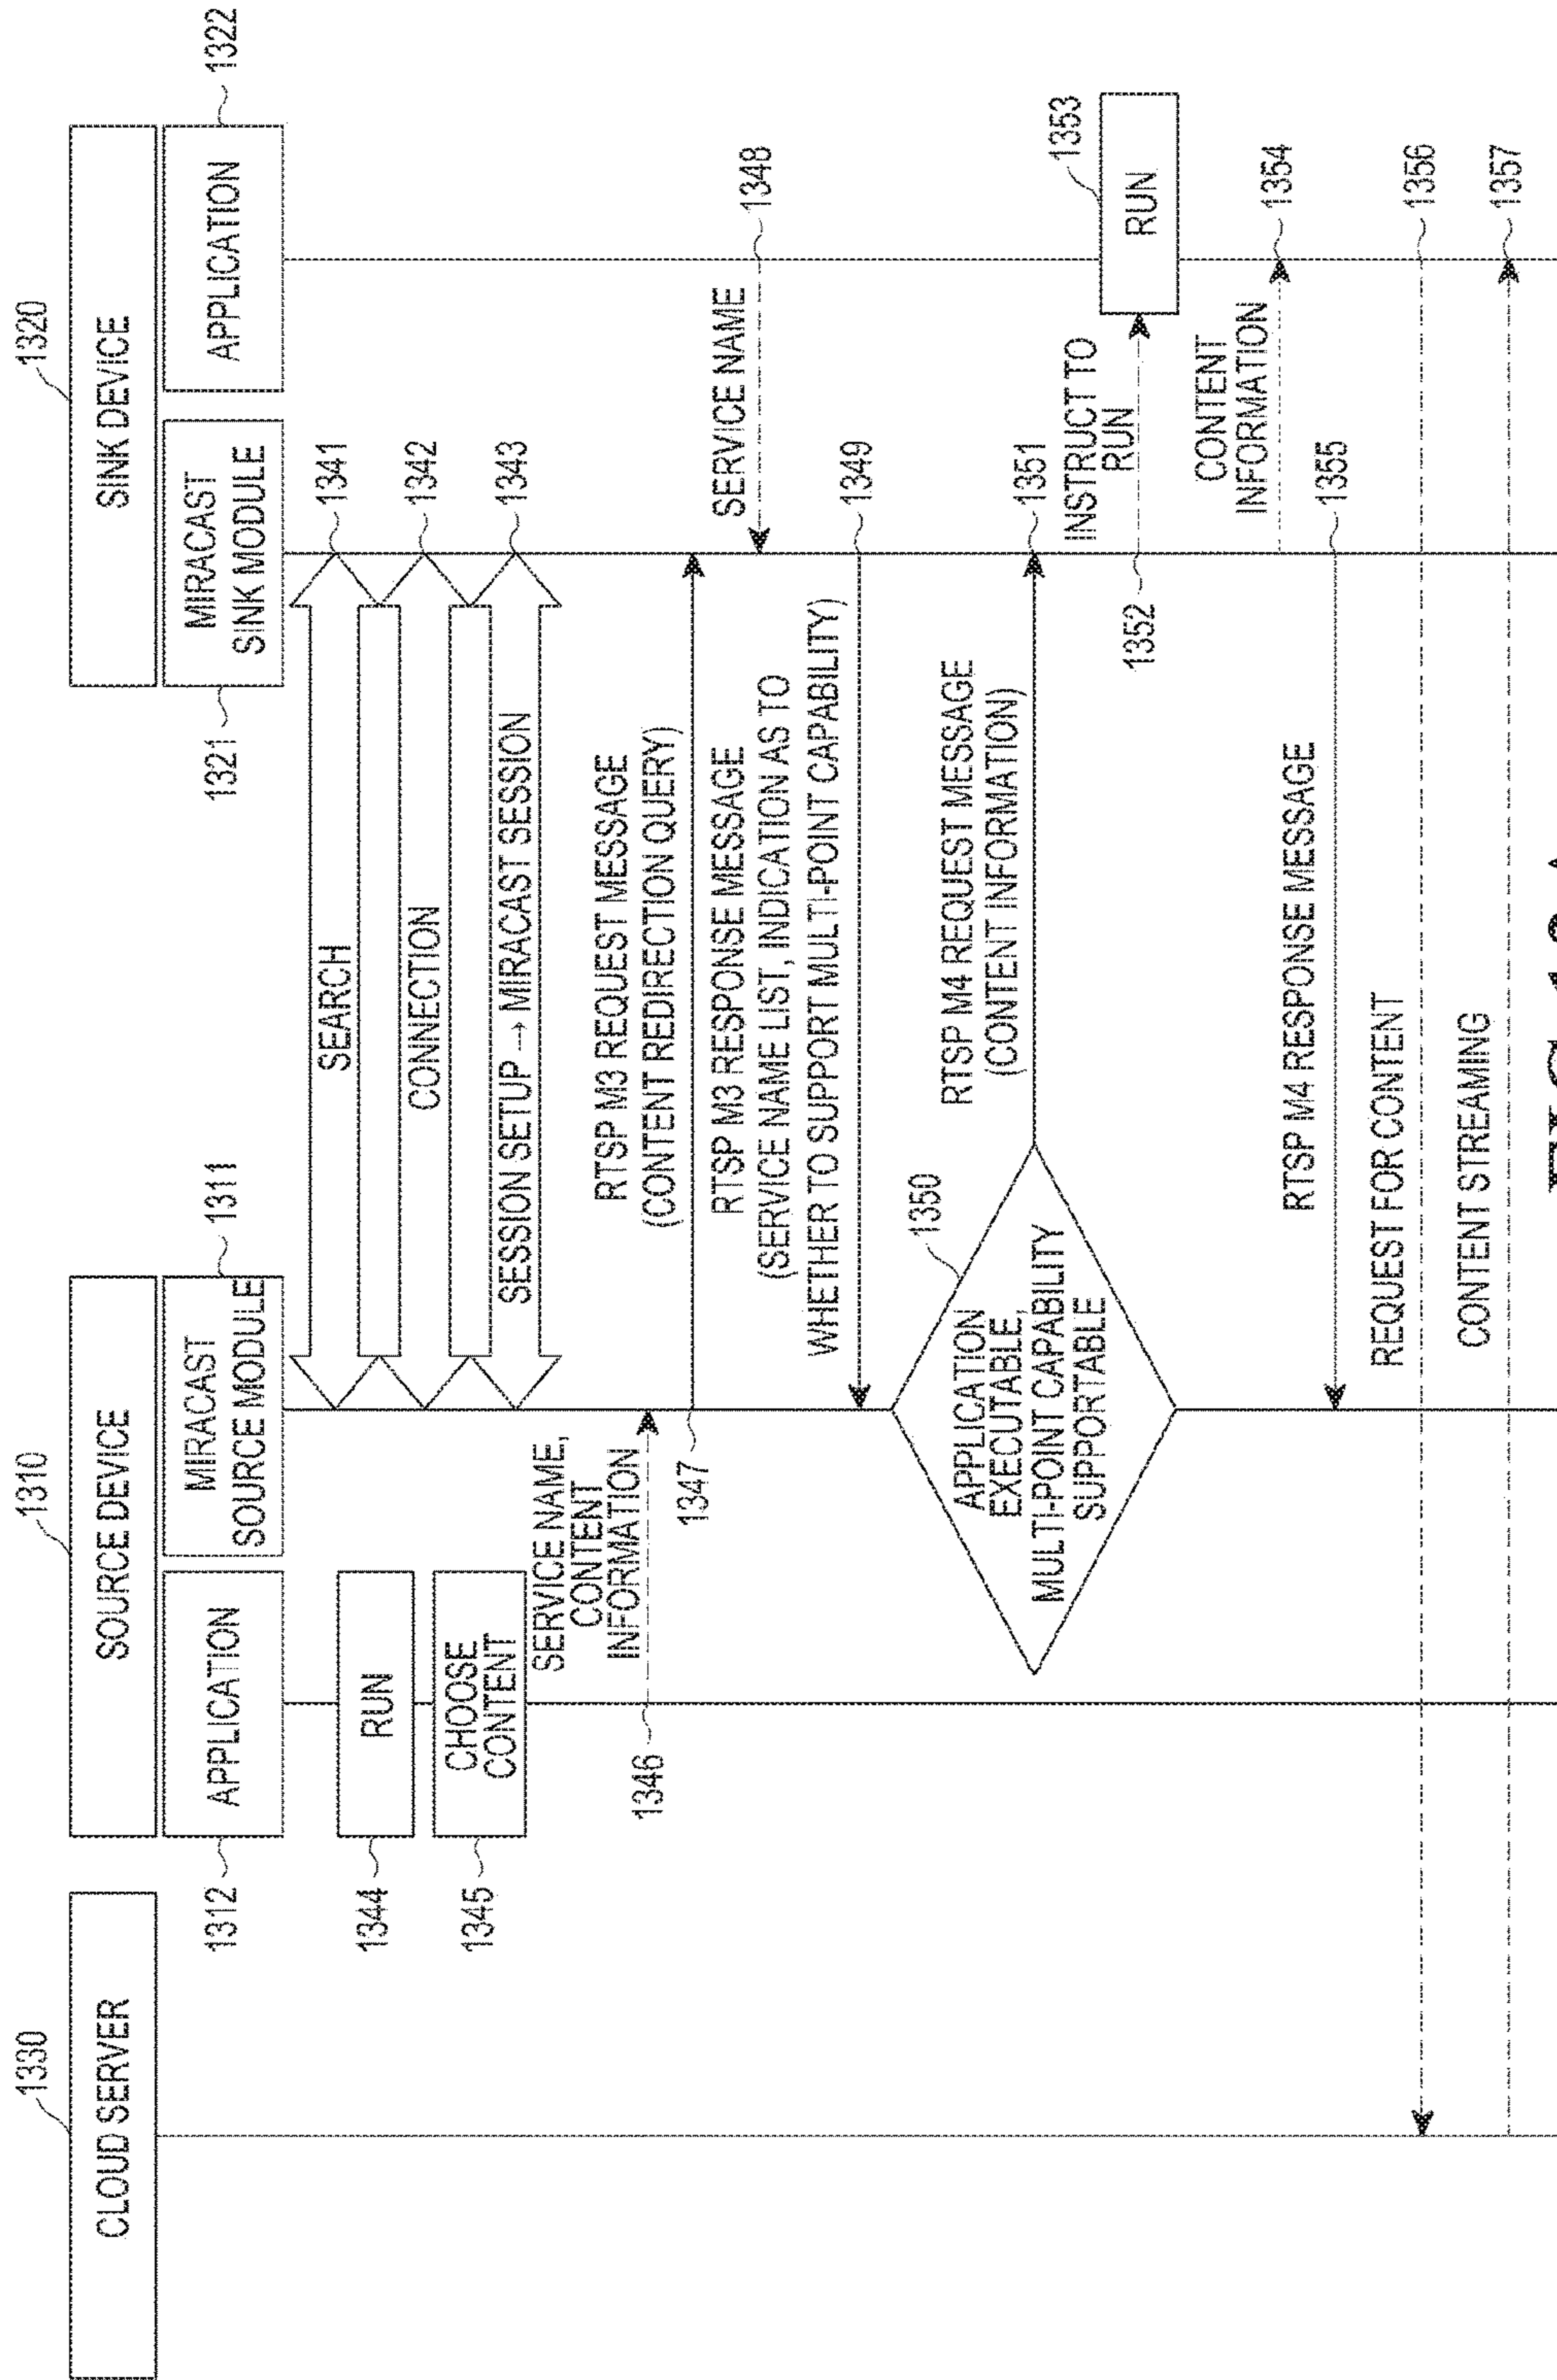 1330
CLOUD SERVER
1310
SOURCE DEVICE
1312
APPLICATION
MIRACAST
SOURCE MODULE
1311
1320
SINK DEVICE
1321
MIRACAST
SINK MODULE
APPLICATION
1322
SEARCH
1341
1344
RUN
CONNECTION
1342
1345
CHOOSE
CONTENT
SESSION SETUP → MIRACAST SESSION
1343
SERVICE NAME,
CONTENT
INFORMATION
1346
RTSP M3 REQUEST MESSAGE
(CONTENT REDIRECTION QUERY)
1347
SERVICE NAME
1348
RTSP M3 RESPONSE MESSAGE
(SERVICE NAME LIST, INDICATION AS TO
WHETHER TO SUPPORT MULTI-POINT CAPABILITY)
1349
1350
APPLICATION
EXECUTABLE,
MULTI-POINT CAPABILITY
SUPPORTABLE
RTSP M4 REQUEST MESSAGE
(CONTENT INFORMATION)
1351
INSTRUCT TO
RUN
1352
1353
RUN
CONTENT
INFORMATION
1354
RTSP M4 RESPONSE MESSAGE
1355
REQUEST FOR CONTENT
1356
CONTENT STREAMING
1357